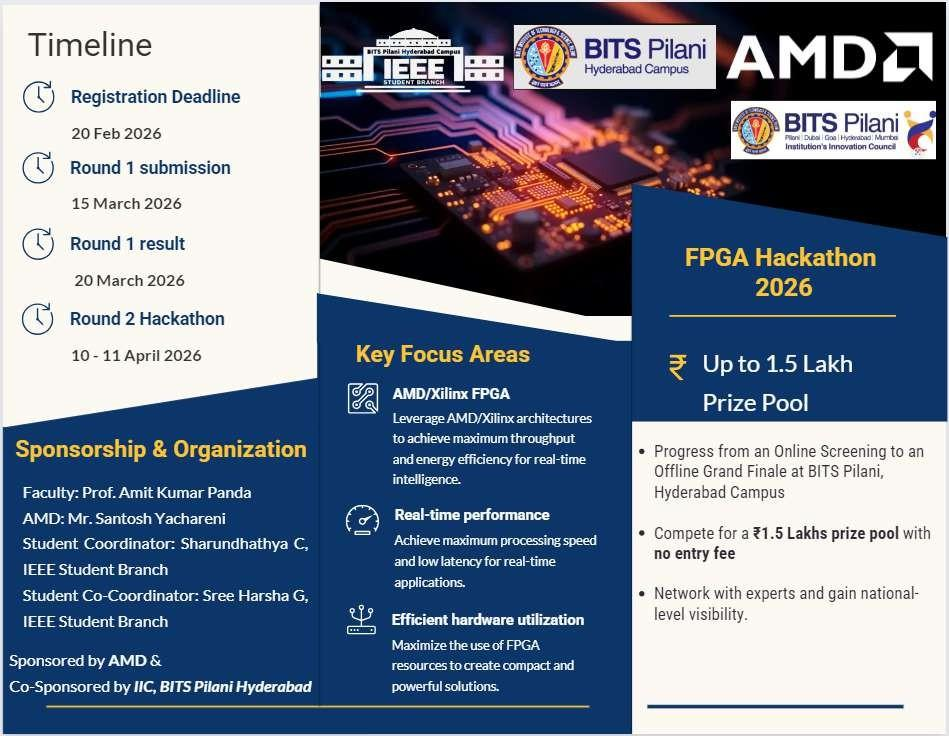 Timeline
Registration Deadline
20 Feb 2026
Round 1 submission
15 March 2026
Round 1 result
20 March 2026
Round 2 Hackathon
10 - 11 April 2026
Sponsorship & Organization
Faculty: Prof. Amit Kumar Panda
AMD: Mr. Santosh Yachareni
Student Coordinator: Sharundhathya C,
IEEE Student Branch
Student Co-Coordinator: Sree Harsha G,
IEEE Student Branch
Sponsored by AMD &
Co-Sponsored by IIC, BITS Pilani Hyderabad
BITS Pilani Hyderabad Campus
IEEE
STUDENT BRANCH
BITS Pilani
Hyderabad Campus
AMD
BITS Pilani
Pilani | Dubai | Goa | Hyderabad | Mumbai
Institution's Innovation Council
Key Focus Areas
AMD/Xilinx FPGA
Leverage AMD/Xilinx architectures
to achieve maximum throughput
and energy efficiency for real-time
intelligence.
Real-time performance
Achieve maximum processing speed
and low latency for real-time
applications.
Efficient hardware utilization
Maximize the use of FPGA
resources to create compact and
powerful solutions.
FPGA Hackathon
2026
₹ Up to 1.5 Lakh
Prize Pool
• Progress from an Online Screening to an
Offline Grand Finale at BITS Pilani,
Hyderabad Campus
• Compete for a ₹1.5 Lakhs prize pool with
no entry fee
• Network with experts and gain national-
level visibility.